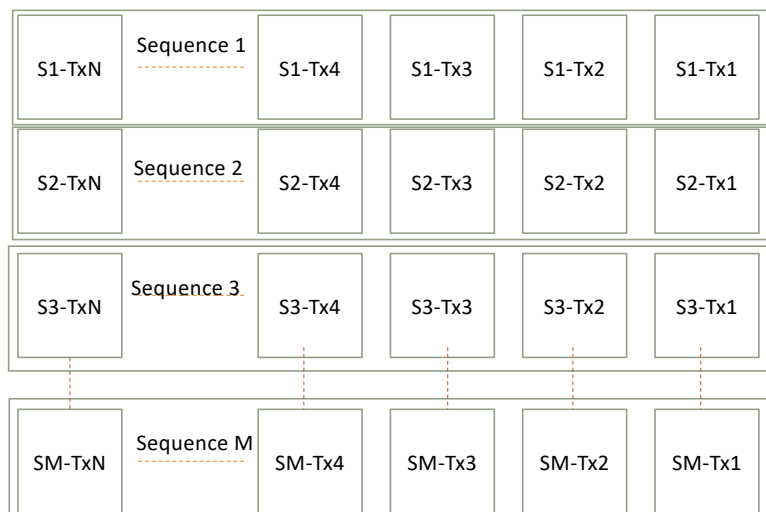 S1-TxN Sequence 1 S1-Tx4 S1-Tx3 S1-Tx2 S1-Tx1
S2-TxN Sequence 2 S2-Tx4 S2-Tx3 S2-Tx2 S2-Tx1
S3-TxN Sequence 3 S3-Tx4 S3-Tx3 S3-Tx2 S3-Tx1
SM-TxN Sequence M SM-Tx4 SM-Tx3 SM-Tx2 SM-Tx1